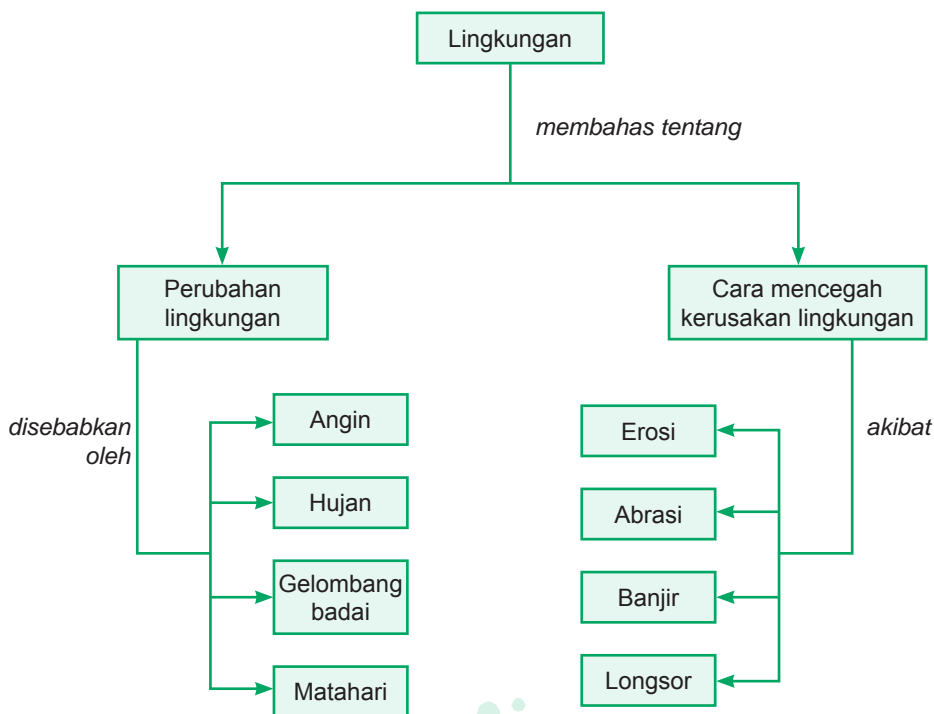 Lingkungan
membahas tentang
Perubahan
lingkungan
Cara mencegah
kerusakan lingkungan
disebabkan
oleh
Angin
Hujan
Gelombang
badai
Matahari
akibat
Erosi
Abrasi
Banjir
Longsor